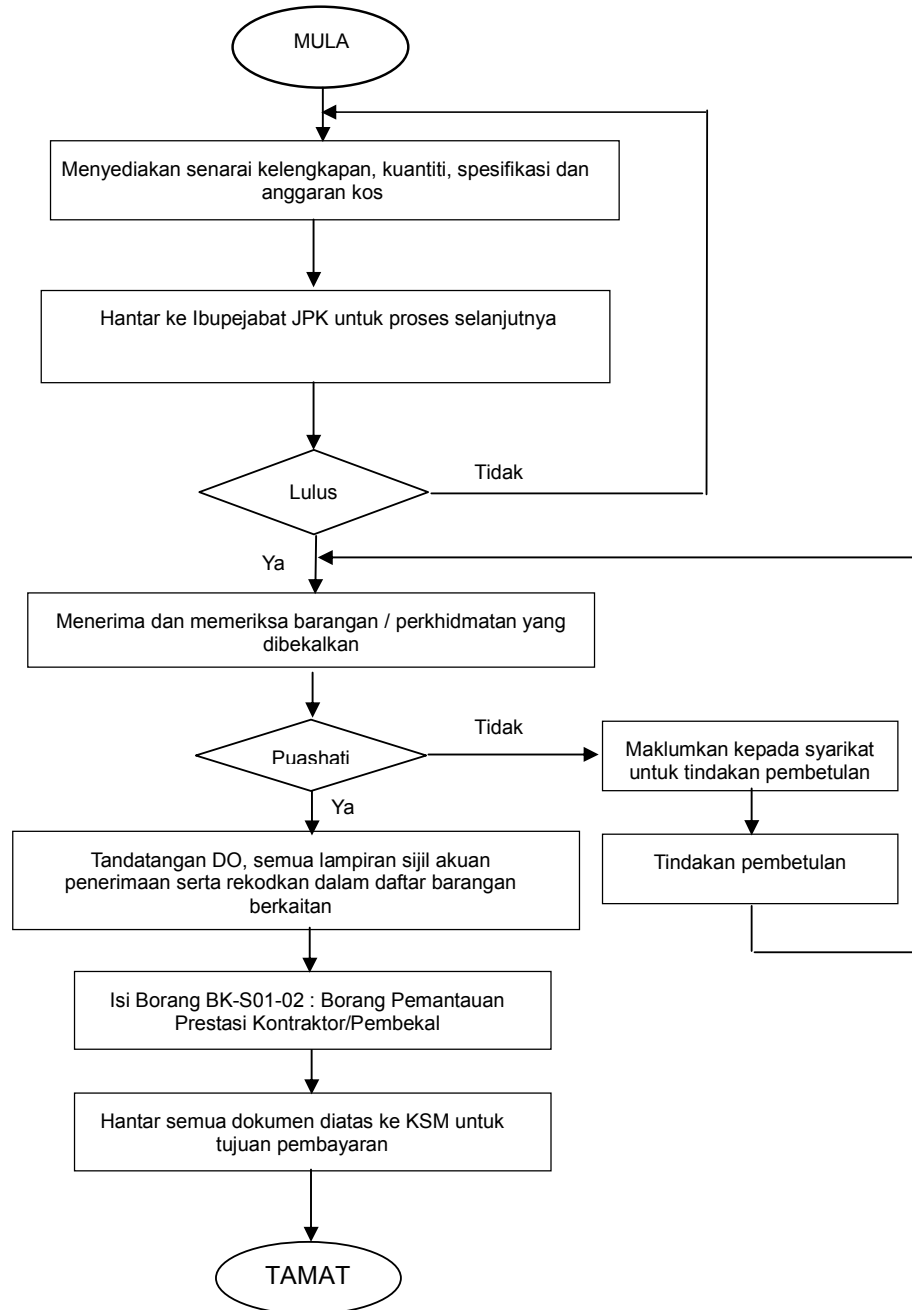 MULA
Menyediakan senarai kelengkapan, kuantiti, spesifikasi dan
anggaran kos
Hantar ke Ibupejabat JPK untuk proses selanjutnya
Lulus
Tidak
Ya
Menerima dan memeriksa barangan / perkhidmatan yang
dibekalkan
Puashati
Tidak
Maklumkan kepada syarikat
untuk tindakan pembetulan
Ya
Tandatangan DO, semua lampiran sijil akuan
penerimaan serta rekodkan dalam daftar barangan
berkaitan
Tindakan pembetulan
Isi Borang BK-S01-02 : Borang Pemantauan
Prestasi Kontraktor/Pembekal
Hantar semua dokumen diatas ke KSM untuk
tujuan pembayaran
TAMAT